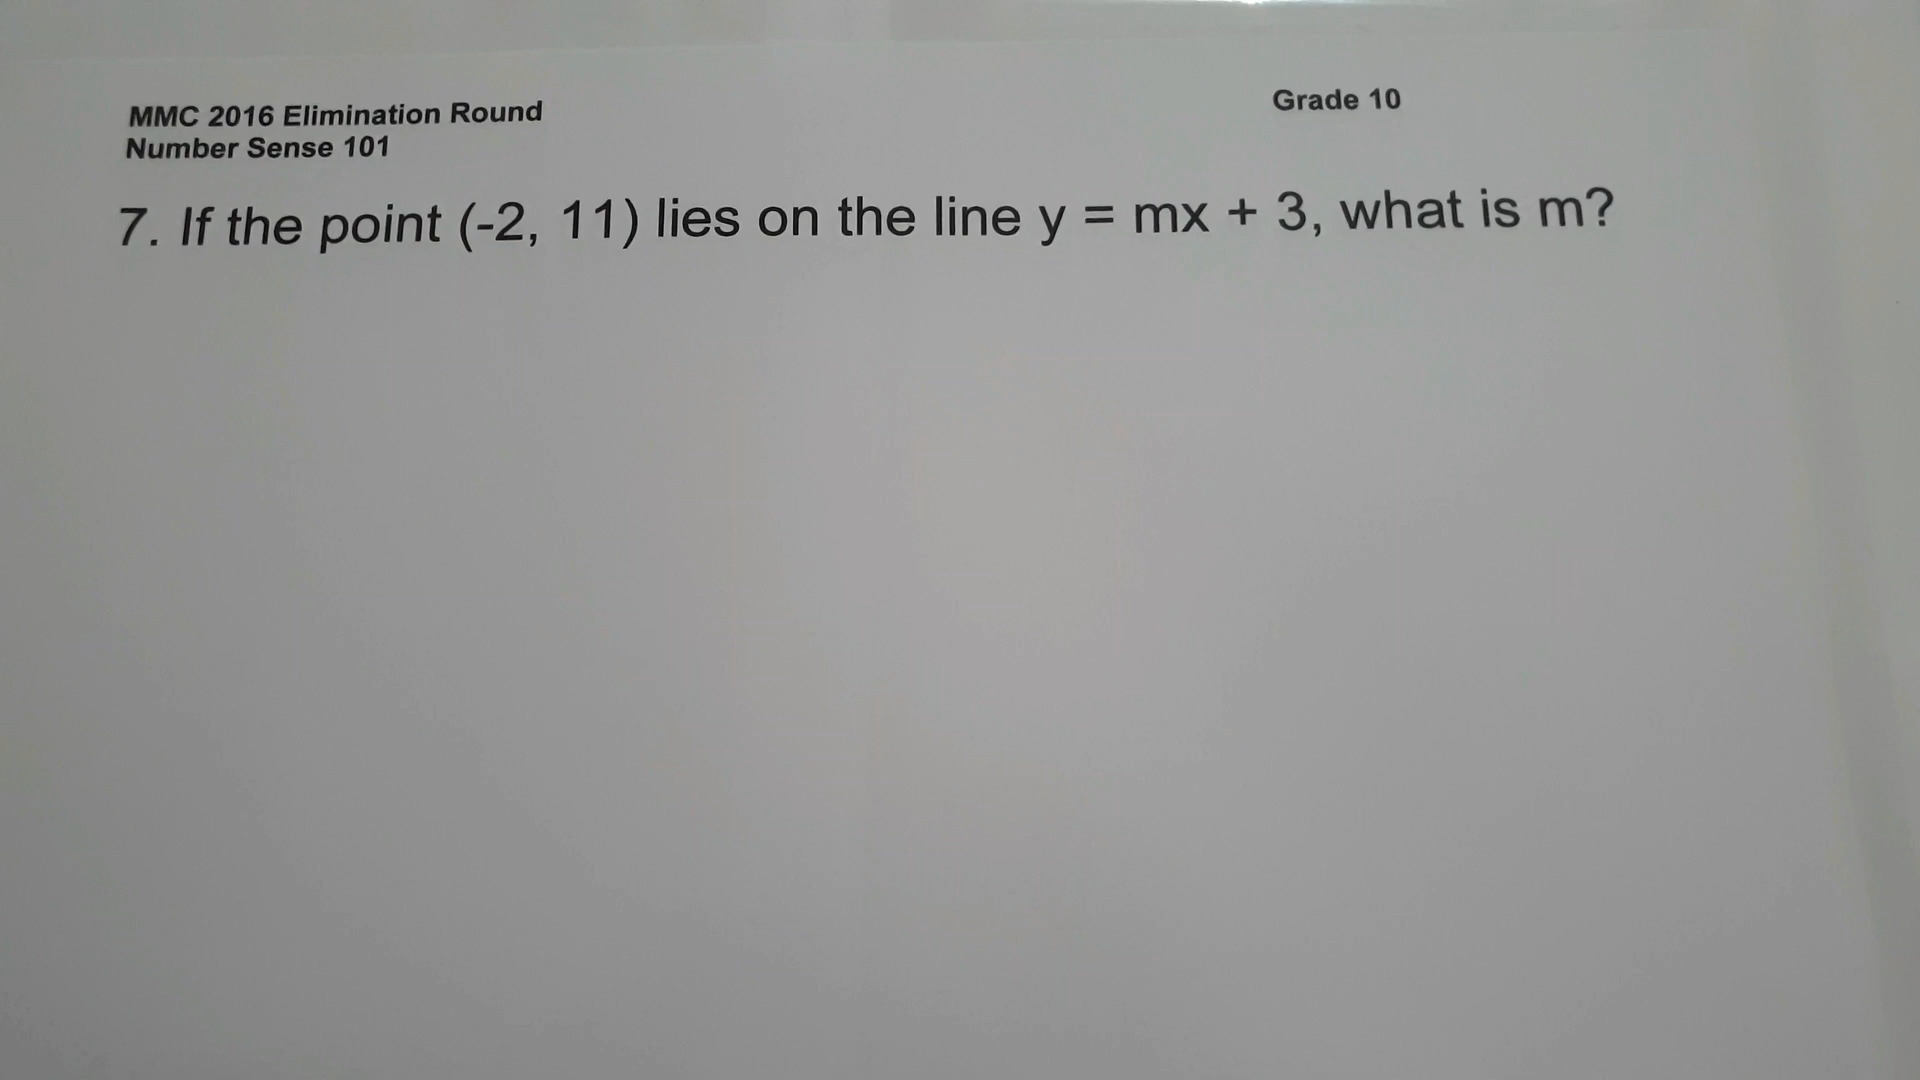 MMC 2016 Elimination Round
Grade 10
Number Sense 101
7. If the point (-2, 11) lies on the line y = mx + 3, what is m?